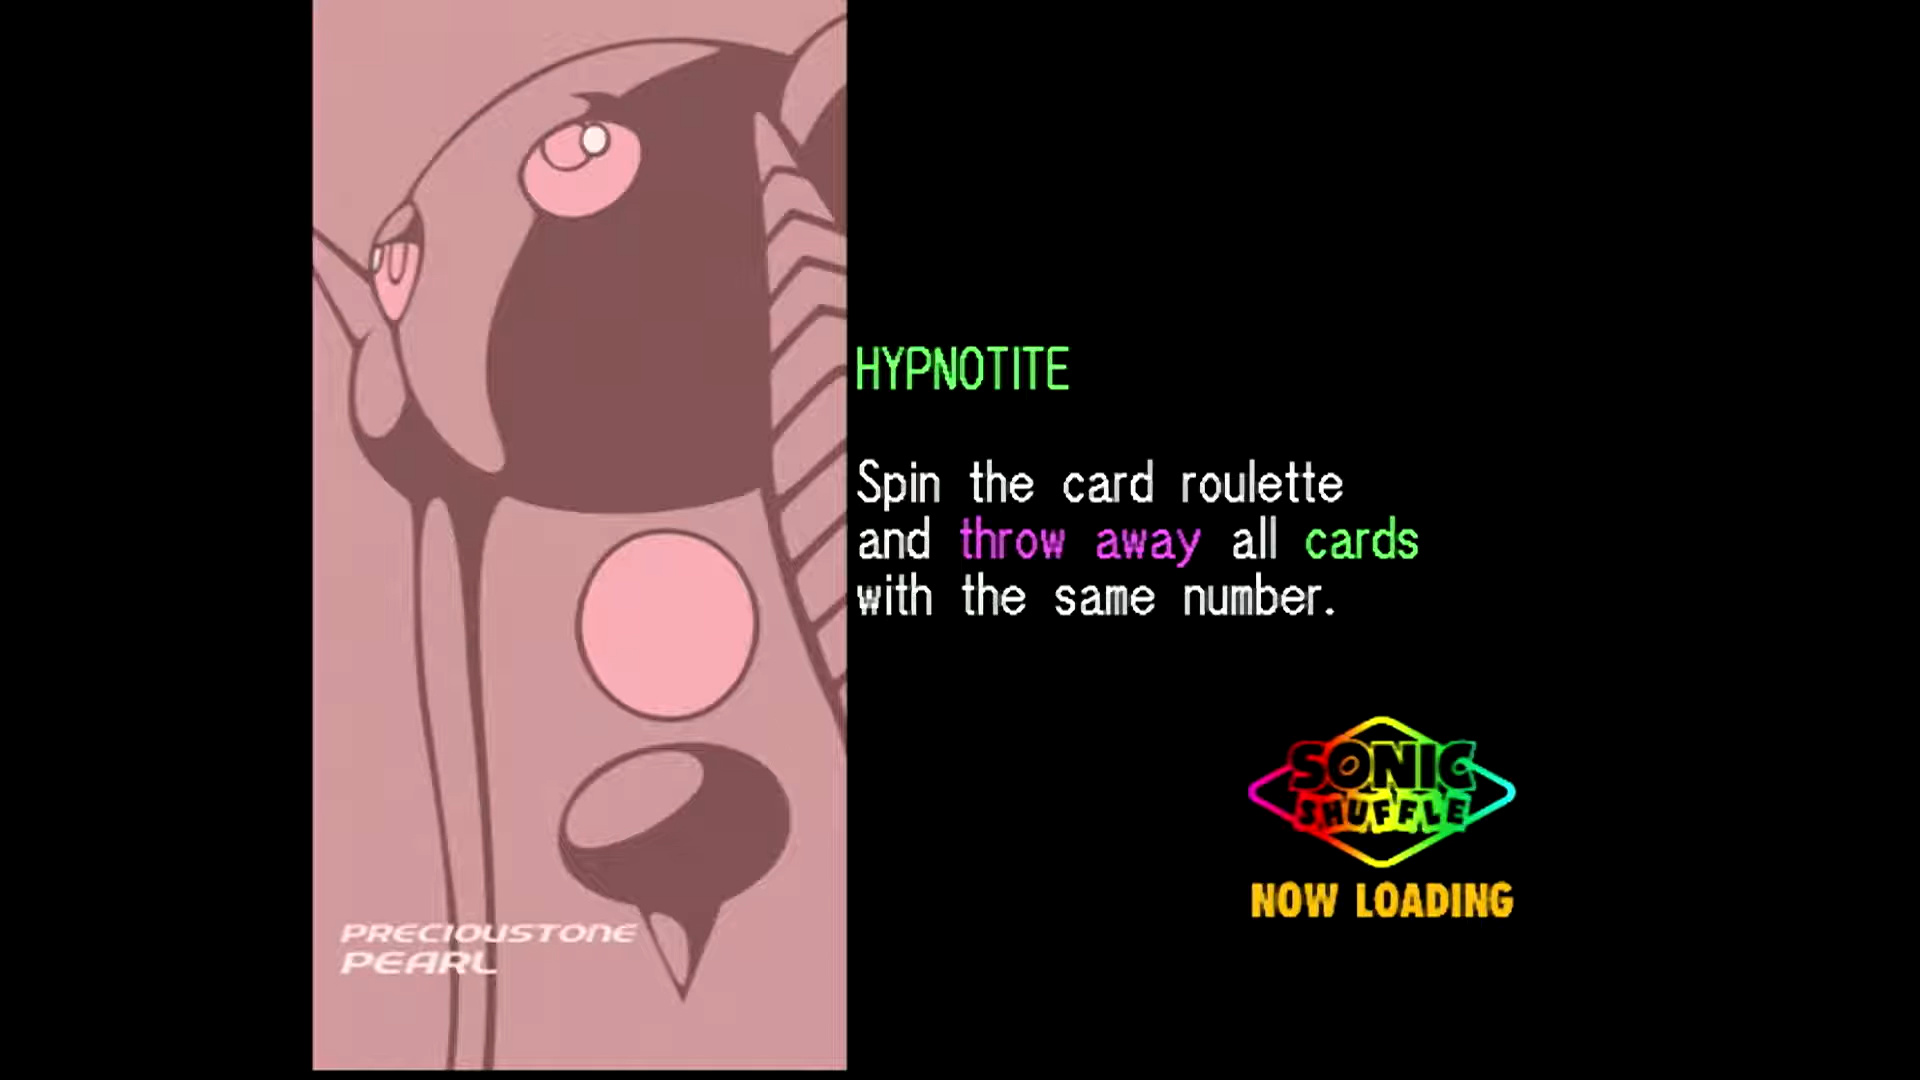 HYPNOTITE
Spin the card roulette
and throw away all cards
with the same number.
PRECIOUSTONE
PEARL
SONIC
SHUFFLE
NOW LOADING